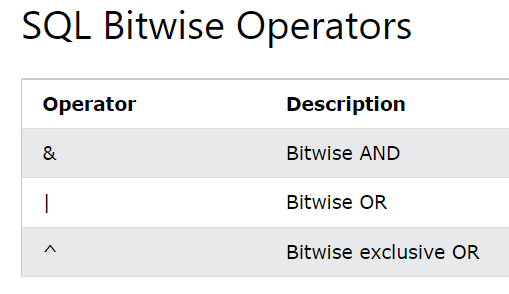 SQL Bitwise Operators
Operator Description
& Bitwise AND
| Bitwise OR
^ Bitwise exclusive OR